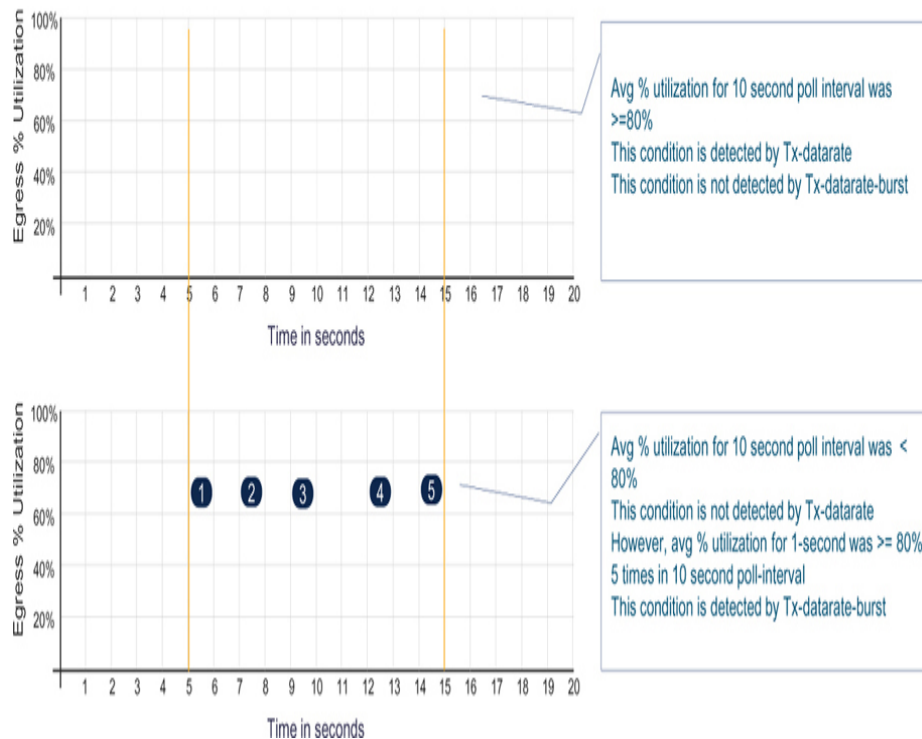 100%
80%
60%
40%
20%
Egress % Utilization
1 2 3 4 5 6 7 8 9 10 11 12 13 14 15 16 17 18 19 20
Time in seconds
Avg % utilization for 10 second poll interval was
>=80%
This condition is detected by Tx-datarate
This condition is not detected by Tx-datarate-burst
100%
80%
60%
40%
20%
Egress % Utilization
1 2 3 4 5
1 2 3 4 5 6 7 8 9 10 11 12 13 14 15 16 17 18 19 20
Time in seconds
Avg % utilization for 10 second poll interval was <
80%
This condition is not detected by Tx-datarate
However, avg % utilization for 1-second was >= 80%
5 times in 10 second poll-interval
This condition is detected by Tx-datarate-burst